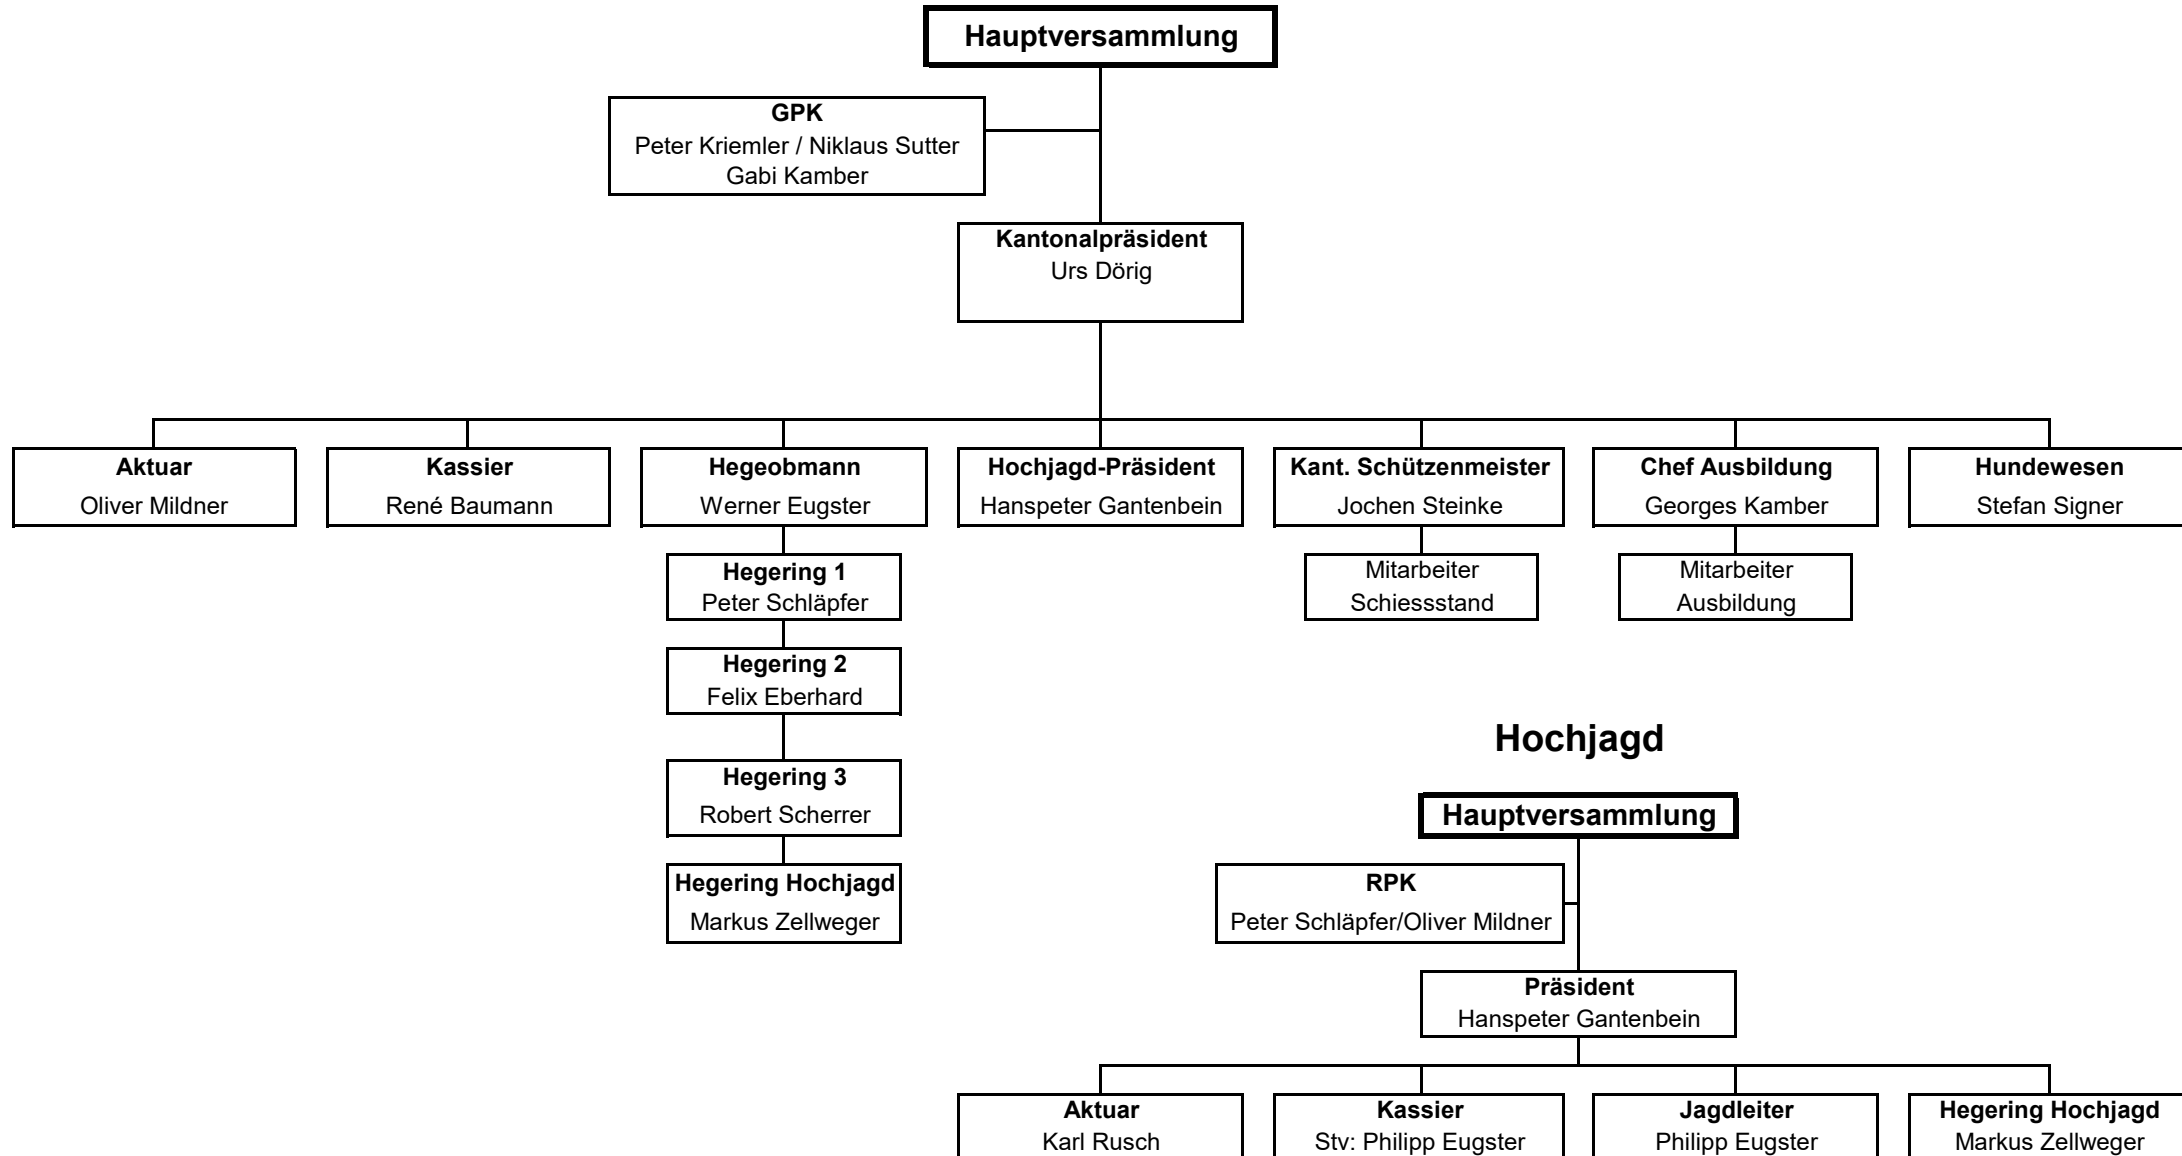 Hauptversammlung
GPK
Peter Kriemler / Niklaus Sutter
Gabi Kamber
Kantonalpräsident
Urs Dörig
Aktuar
Oliver Mildner
Kassier
René Baumann
Hegeobmann
Werner Eugster
Hochjagd-Präsident
Hanspeter Gantenbein
Kant. Schützenmeister
Jochen Steinke
Chef Ausbildung
Georges Kamber
Hundewesen
Stefan Signer
Hegering 1
Peter Schläpfer
Mitarbeiter
Schiessstand
Mitarbeiter
Ausbildung
Hegering 2
Felix Eberhard
Hegering 3
Robert Scherrer
Hegering Hochjagd
Markus Zellweger
Hochjagd
Hauptversammlung
RPK
Peter Schläpfer/Oliver Mildner
Präsident
Hanspeter Gantenbein
Aktuar
Karl Rusch
Kassier
Stv: Philipp Eugster
Jagdleiter
Philipp Eugster
Hegering Hochjagd
Markus Zellweger